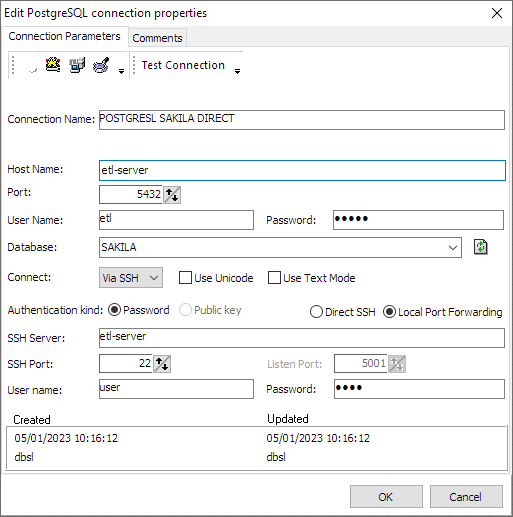 Edit PostgreSQL connection properties
Connection Parameters Comments
Test Connection
Connection Name: POSTGRESL SAKILA DIRECT
Host Name: etl-server
Port: 5432
User Name: etl Password: •••••
Database: SAKILA
Connect: Via SSH Use Unicode Use Text Mode
Authentication kind: Password Public key Direct SSH Local Port Forwarding
SSH Server: etl-server
SSH Port: 22 Listen Port: 5001
User name: user Password: ••••
Created Updated
05/01/2023 10:16:12 05/01/2023 10:16:12
dbsl dbsl
OK Cancel